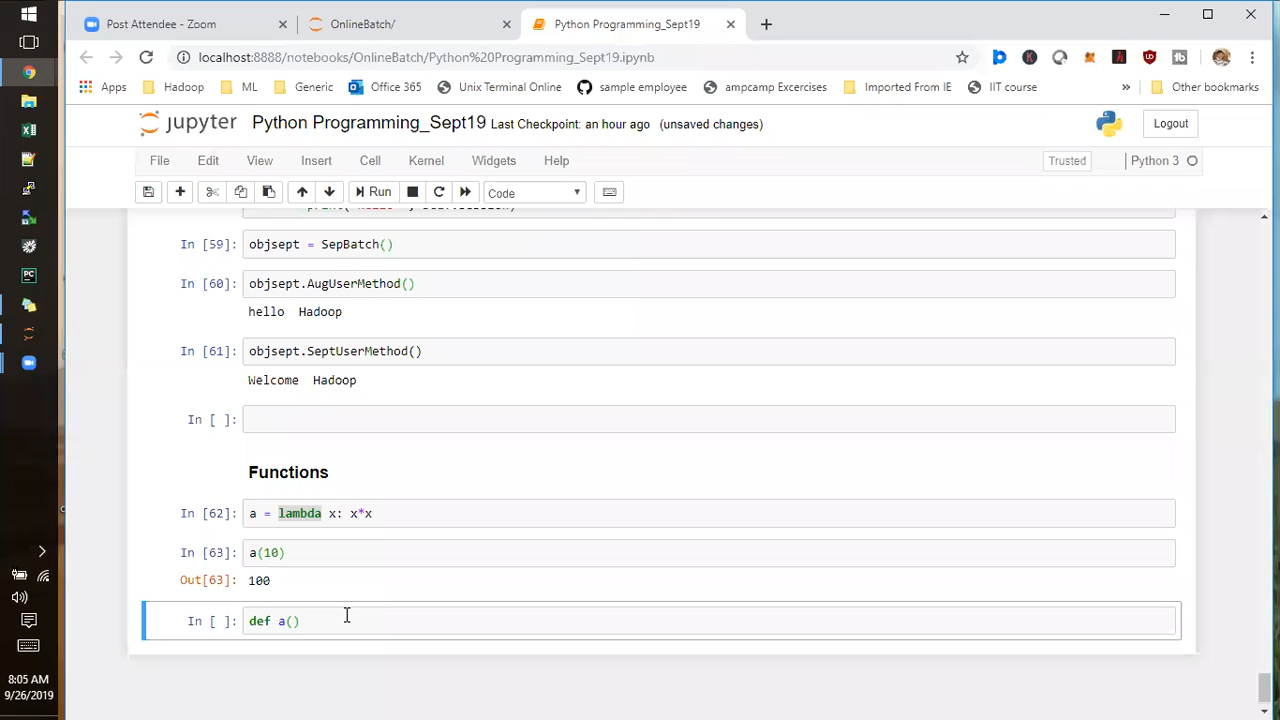 Post Attendee - Zoom
OnlineBatch/
Python Programming_Sept19
localhost:8888/notebooks/OnlineBatch/Python%20Programming_Sept19.ipynb
Apps Hadoop ML Generic Office 365 Unix Terminal Online sample employee ampcamp Excercises Imported From IE IIT course » Other bookmarks
jupyter Python Programming_Sept19 Last Checkpoint: an hour ago (unsaved changes) Logout
File Edit View Insert Cell Kernel Widgets Help Trusted Python 3
Run Code
In [59]: objsept = SepBatch()
In [60]: objsept.AugUserMethod()
hello  Hadoop
In [61]: objsept.SeptUserMethod()
Welcome  Hadoop
In [ ]:
Functions
In [62]: a = lambda x: x*x
In [63]: a(10)
Out[63]: 100
In [ ]: def a()
8:05 AM
9/26/2019